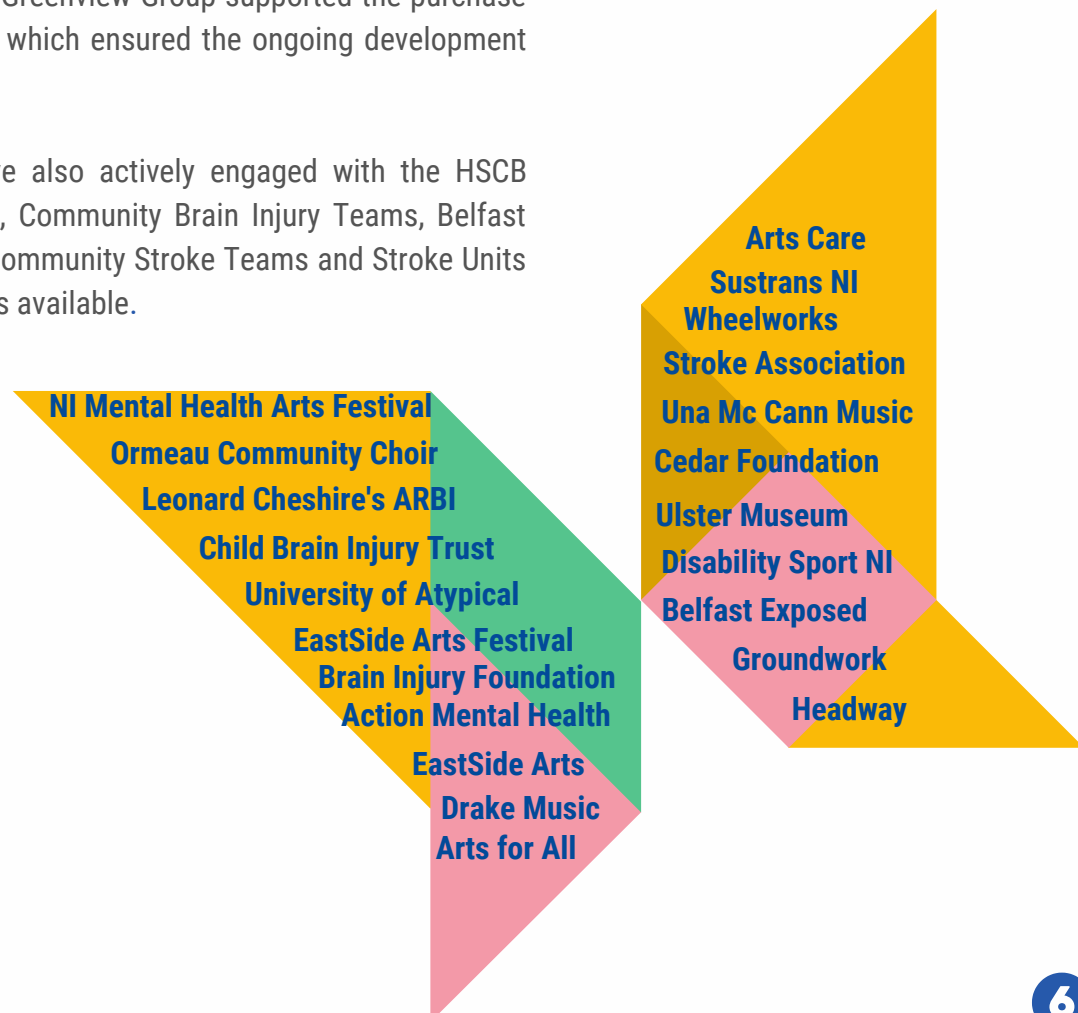 Greenview Group supported the purchase
which ensured the ongoing development
e also actively engaged with the HSCB
, Community Brain Injury Teams, Belfast
ommunity Stroke Teams and Stroke Units
s available.
NI Mental Health Arts Festival
Ormeau Community Choir
Leonard Cheshire's ARBI
Child Brain Injury Trust
University of Atypical
EastSide Arts Festival
Brain Injury Foundation
Action Mental Health
EastSide Arts
Drake Music
Arts for All
Arts Care
Sustrans NI
Wheelworks
Stroke Association
Una Mc Cann Music
Cedar Foundation
Ulster Museum
Disability Sport NI
Belfast Exposed
Groundwork
Headway
6